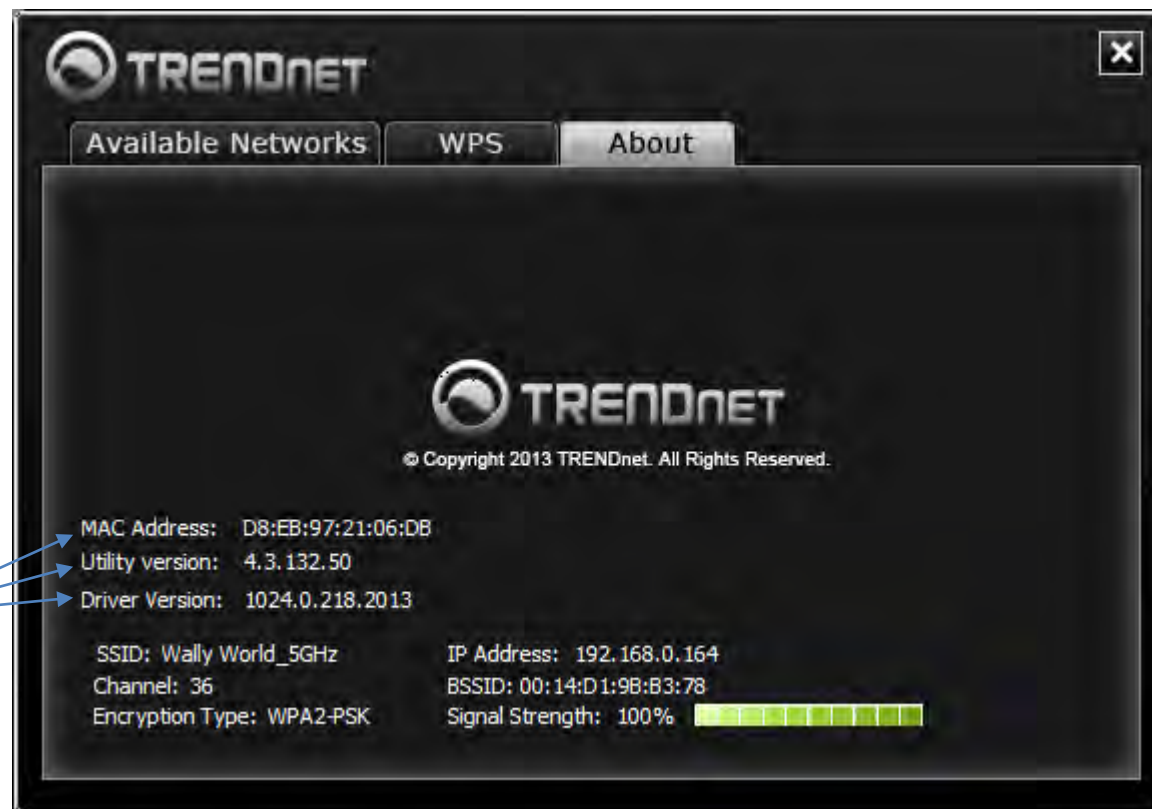 TRENDNET
Available Networks WPS About
TRENDNET
© Copyright 2013 TRENDnet. All Rights Reserved.
MAC Address: D8:EB:97:21:06:DB
Utility version: 4.3.132.50
Driver Version: 1024.0.218.2013
SSID: Wally World_5GHz IP Address: 192.168.0.164
Channel: 36 BSSID: 00:14:D1:9B:B3:78
Encryption Type: WPA2-PSK Signal Strength: 100%